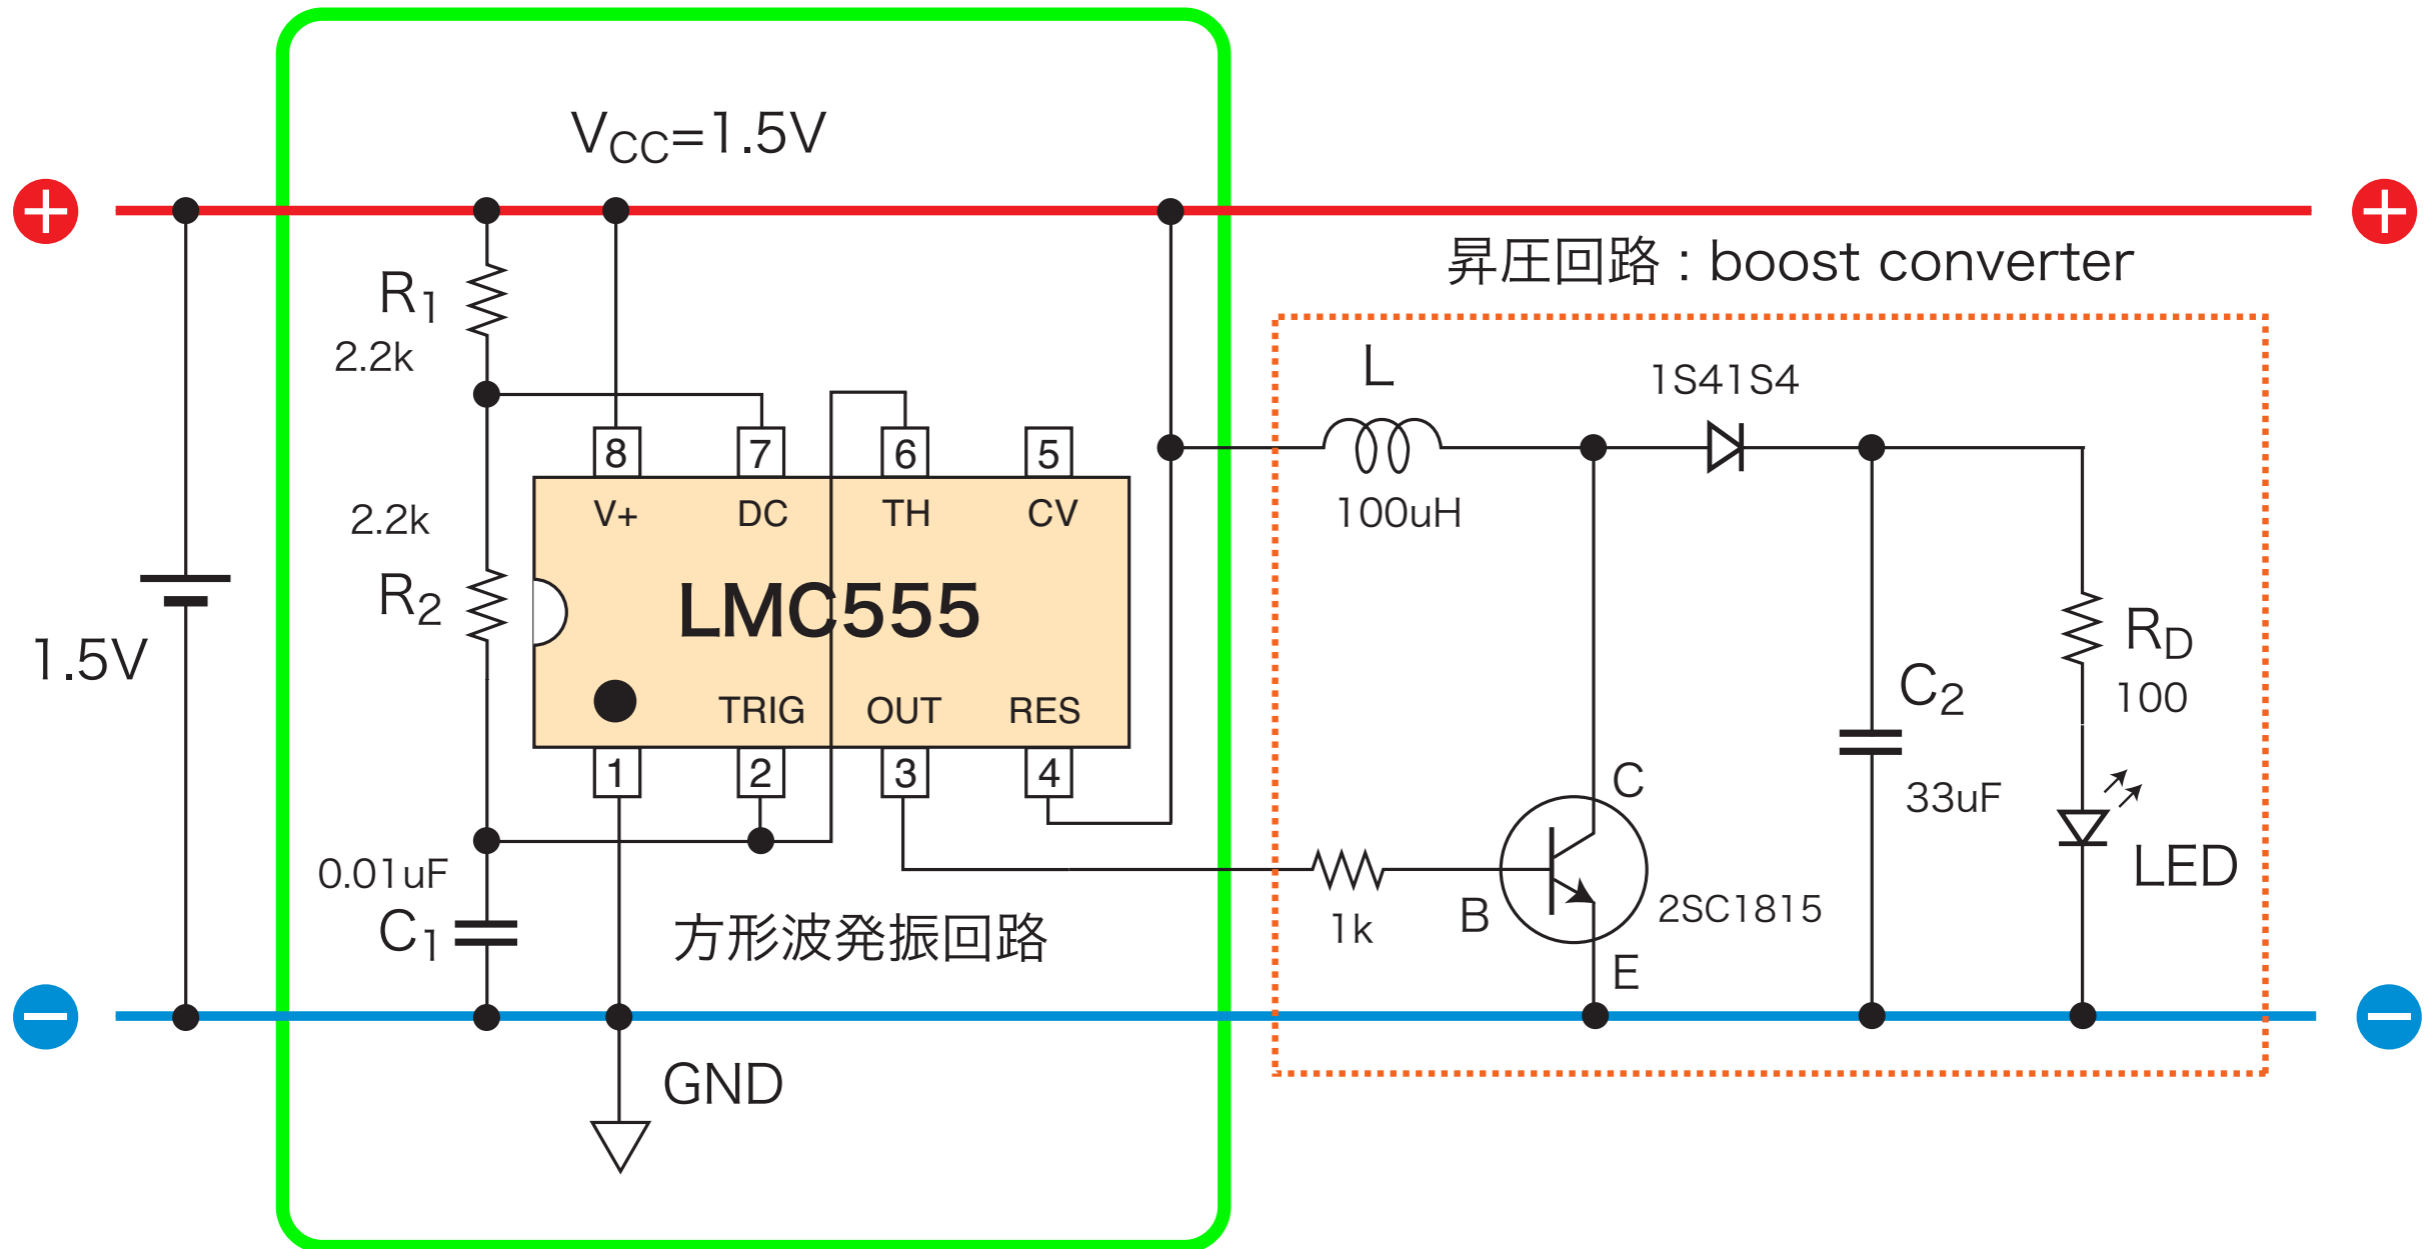 VCC=1.5V
昇圧回路 : boost converter
R1
2.2k
2.2k
R2
1.5V
8
7
6
5
V+
DC
TH
CV
LMC555
TRIG
OUT
RES
1
2
3
4
0.01uF
C1
方形波発振回路
GND
L
100uH
1S41S4
C
B
E
1k
2SC1815
C2
33uF
RD
100
LED